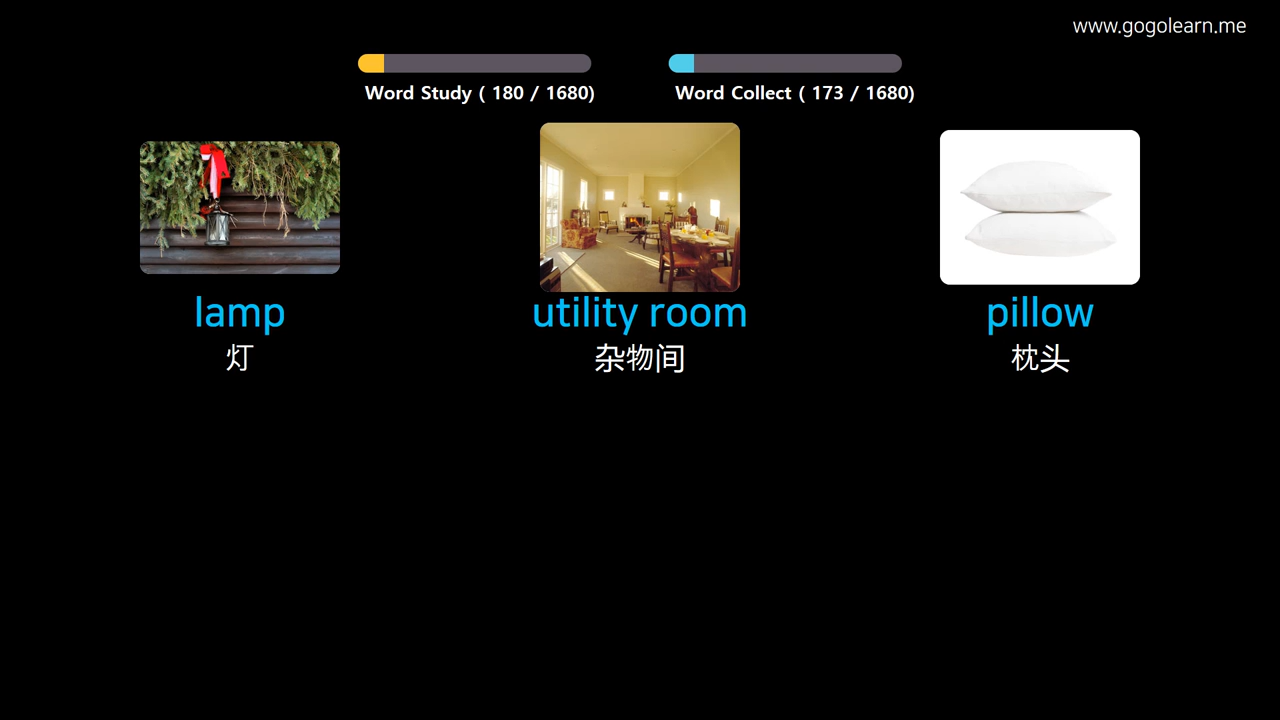 www.gogolearn.me
Word Study ( 180 / 1680)
Word Collect ( 173 / 1680)
lamp
灯
utility room
杂物间
pillow
枕头